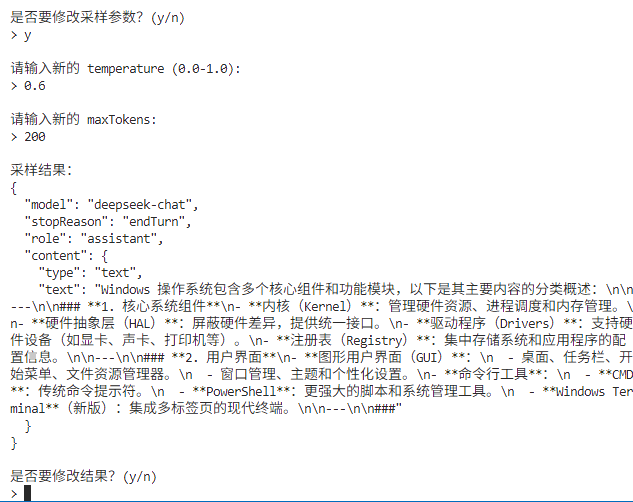 是否要修改采样参数? (y/n)
> y
请输入新的 temperature (0.0-1.0):
> 0.6
请输入新的 maxTokens:
> 200
采样结果:
{
  "model": "deepseek-chat",
  "stopReason": "endTurn",
  "role": "assistant",
  "content": {
    "type": "text",
    "text": "Windows 操作系统包含多个核心组件和功能模块，以下是其主要内容的分类概述：\n\n
---\n\n### **1. 核心系统组件**\n- **内核（Kernel）**：管理硬件资源、进程调度和内存管理。\
n- **硬件抽象层（HAL）**：屏蔽硬件差异，提供统一接口。\n- **驱动程序（Drivers）**：支持硬
件设备（如显卡、声卡、打印机等）。\n- **注册表（Registry）**：集中存储系统和应用程序的配
置信息。\n\n---\n\n### **2. 用户界面**\n- **图形用户界面（GUI）**：\n  - 桌面、任务栏、开
始菜单、文件资源管理器。\n  - 窗口管理、主题和个性化设置。\n- **命令行工具**：\n  - **CMD
**：传统命令提示符。\n  - **PowerShell**：更强大的脚本和系统管理工具。\n  - **Windows Ter
minal**（新版）：集成多标签页的现代终端。\n\n---\n\n###"
  }
}
是否要修改结果? (y/n)
>